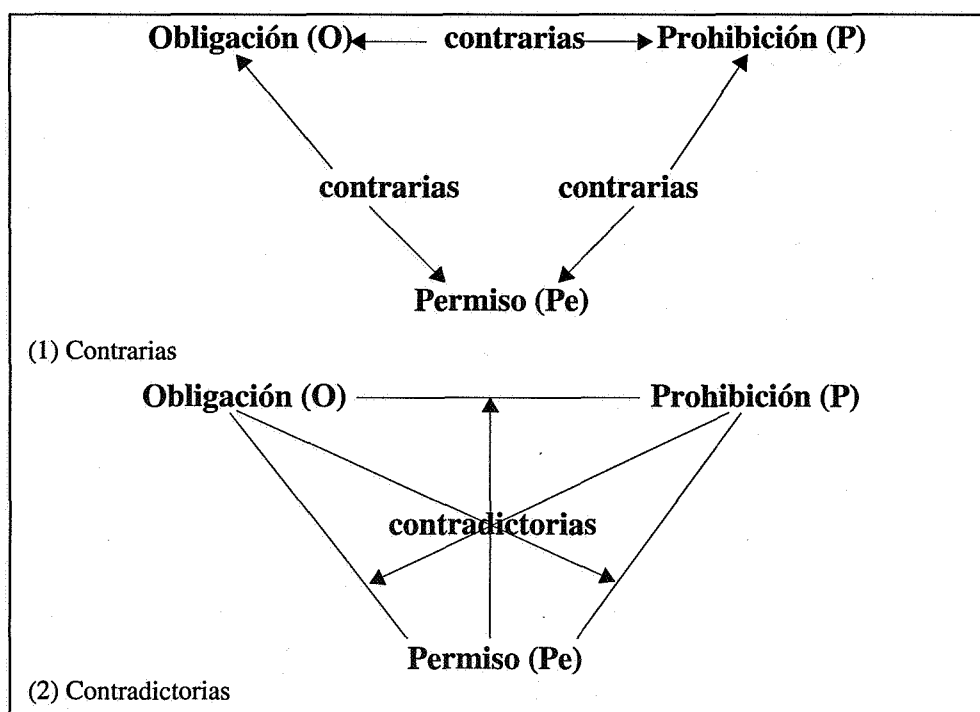 Obligación (O) contrarias Prohibición (P)
contrarias contrarias
Permiso (Pe)
(1) Contrarias
Obligación (O) Prohibición (P)
contradictorias
Permiso (Pe)
(2) Contradictorias